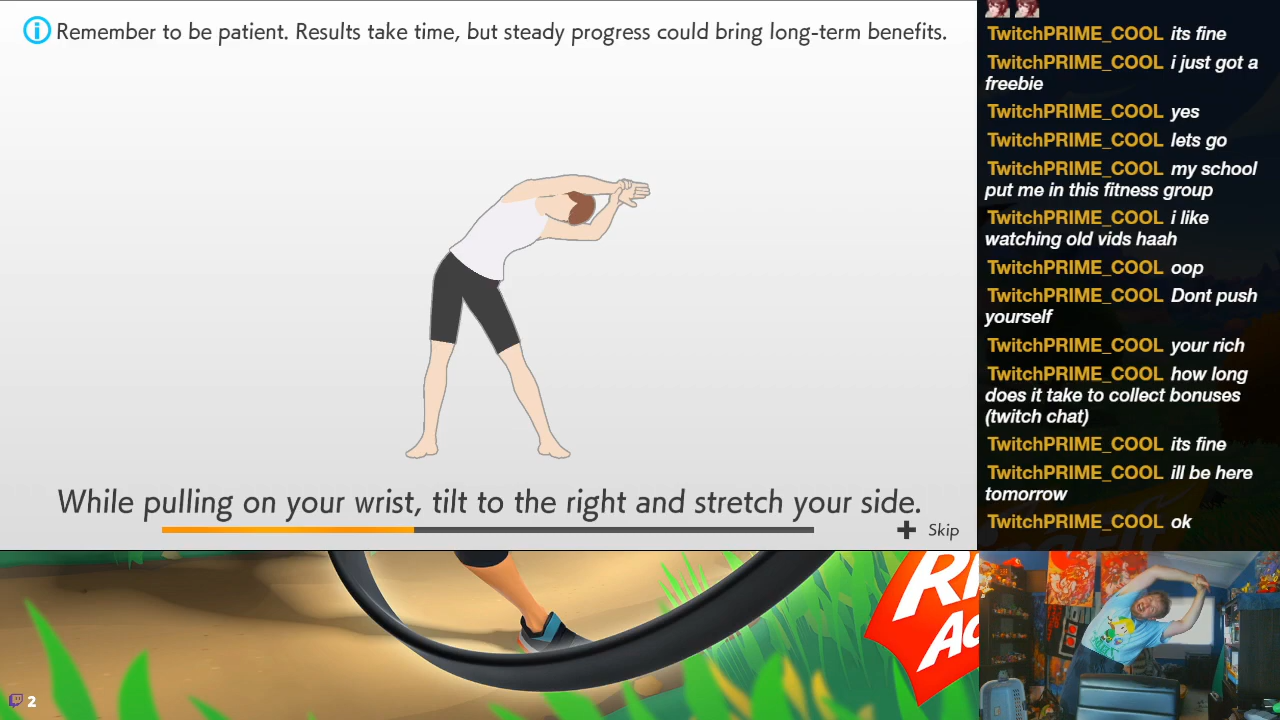 Remember to be patient. Results take time, but steady progress could bring long-term benefits.
While pulling on your wrist, tilt to the right and stretch your side.
Skip
TwitchPRIME_COOL its fine
TwitchPRIME_COOL i just got a
freebie
TwitchPRIME_COOL yes
TwitchPRIME_COOL lets go
TwitchPRIME_COOL my school
put me in this fitness group
TwitchPRIME_COOL i like
watching old vids haah
TwitchPRIME_COOL oop
TwitchPRIME_COOL Dont push
yourself
TwitchPRIME_COOL your rich
TwitchPRIME_COOL how long
does it take to collect bonuses
(twitch chat)
TwitchPRIME_COOL its fine
TwitchPRIME_COOL ill be here
tomorrow
TwitchPRIME_COOL ok
2